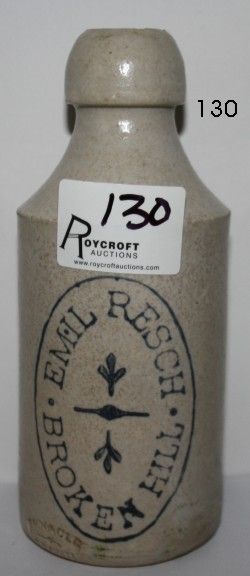 130
130
ROYCROFT
AUCTIONS
www.roycroftauctions.com
EMIL RESCH
BROKEN HILL